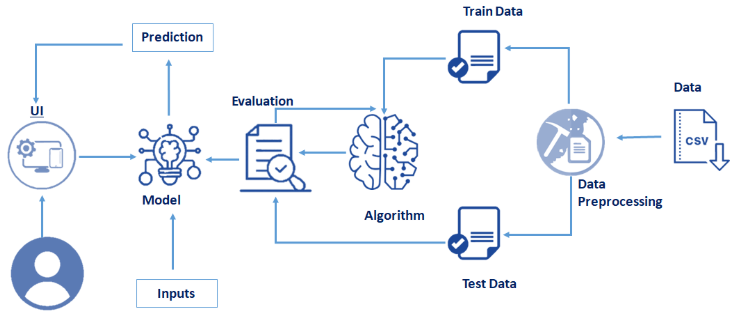 Train Data
Prediction
Data
Evaluation
UI
CSV
Model
Data
Preprocessing
Algorithm
Inputs
Test Data